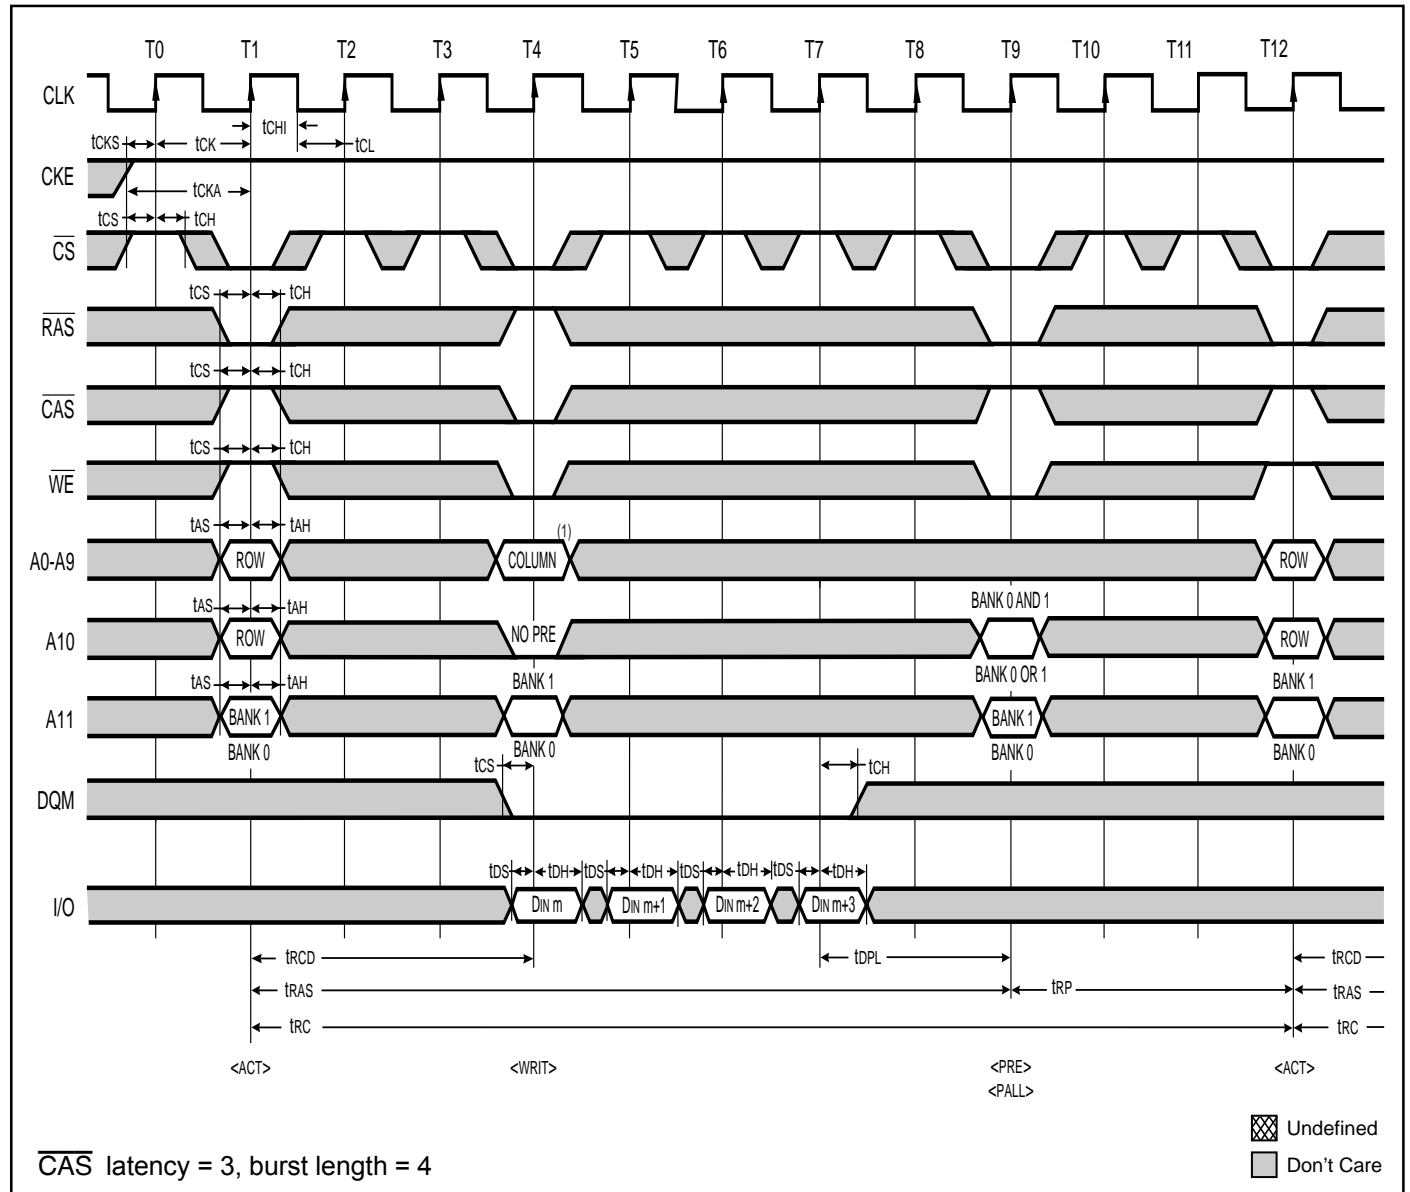 T0 T1 T2 T3 T4 T5 T6 T7 T8 T9 T10 T11 T12
CLK
tCHI
tCKS tCK tCL
CKE
tCKA
tCS tCH
CS
tCS tCH
RAS
tCS tCH
CAS
tCS tCH
WE
tAS tAH (1)
A0-A9 ROW COLUMN ROW
tAS tAH BANK 0 AND 1
A10 ROW NO PRE ROW
tAS tAH BANK 1 BANK 0 OR 1 BANK 1
A11 BANK 1 BANK 1
BANK 0 BANK 0 BANK 0 BANK 0
tCS tCH
DQM
tDS tDH tDS tDH tDS tDH tDS tDH
I/O DIN m DIN m+1 DIN m+2 DIN m+3
tRCD tDPL tRCD
tRAS tRP tRAS
tRC tRC
<ACT> <WRIT> <PRE> <ACT>
<PALL>
Undefined
CAS latency = 3, burst length = 4
Don't Care